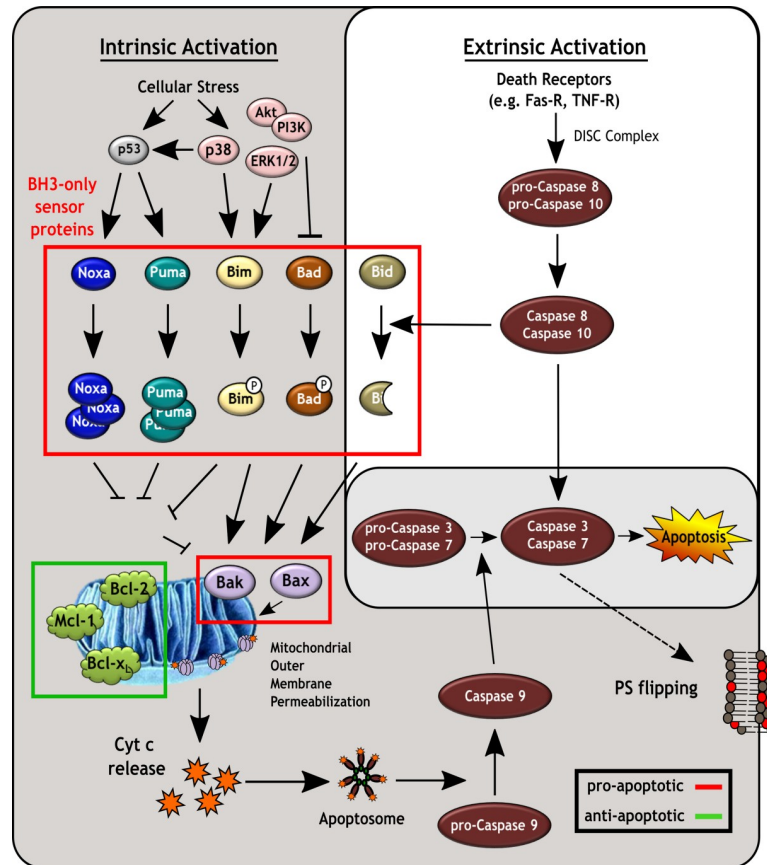 Intrinsic Activation
Extrinsic Activation
Cellular Stress
Death Receptors
(e.g. Fas-R, TNF-R)
DISC Complex
Akt
PI3K
p53
p38
ERK1/2
BH3-only
sensor
proteins
pro-Caspase 8
pro-Caspase 10
Noxa
Puma
Bim
Bad
Bid
Caspase 8
Caspase 10
Noxa
Noxa
Noxa
Puma
Puma
Pu
Bim
P
Bad
P
Bi
pro-Caspase 3
pro-Caspase 7
Caspase 3
Caspase 7
Apoptosis
Bcl-2
Mcl-1
Bcl-xL
Bak
Bax
Mitochondrial
Outer
Membrane
Permeabilization
Caspase 9
PS flipping
Cyt c
release
Apoptosome
pro-Caspase 9
pro-apoptotic
anti-apoptotic